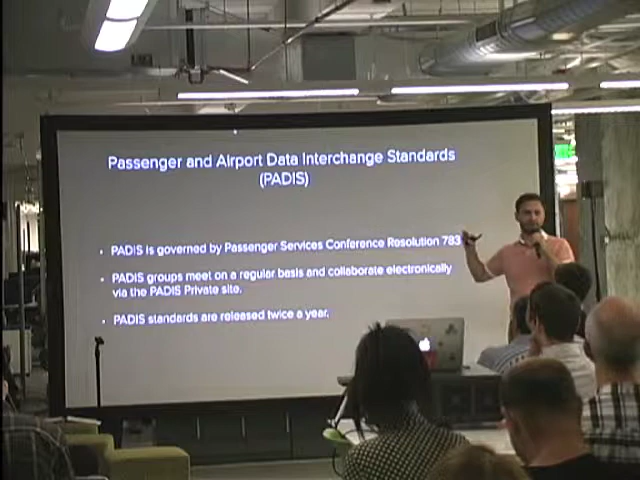 Passenger and Airport Data Interchange Standards
(PADIS)
• PADIS is governed by Passenger Services Conference Resolution 783
• PADIS groups meet on a regular basis and collaborate electronically
via the PADIS Private site.
• PADIS standards are released twice a year.